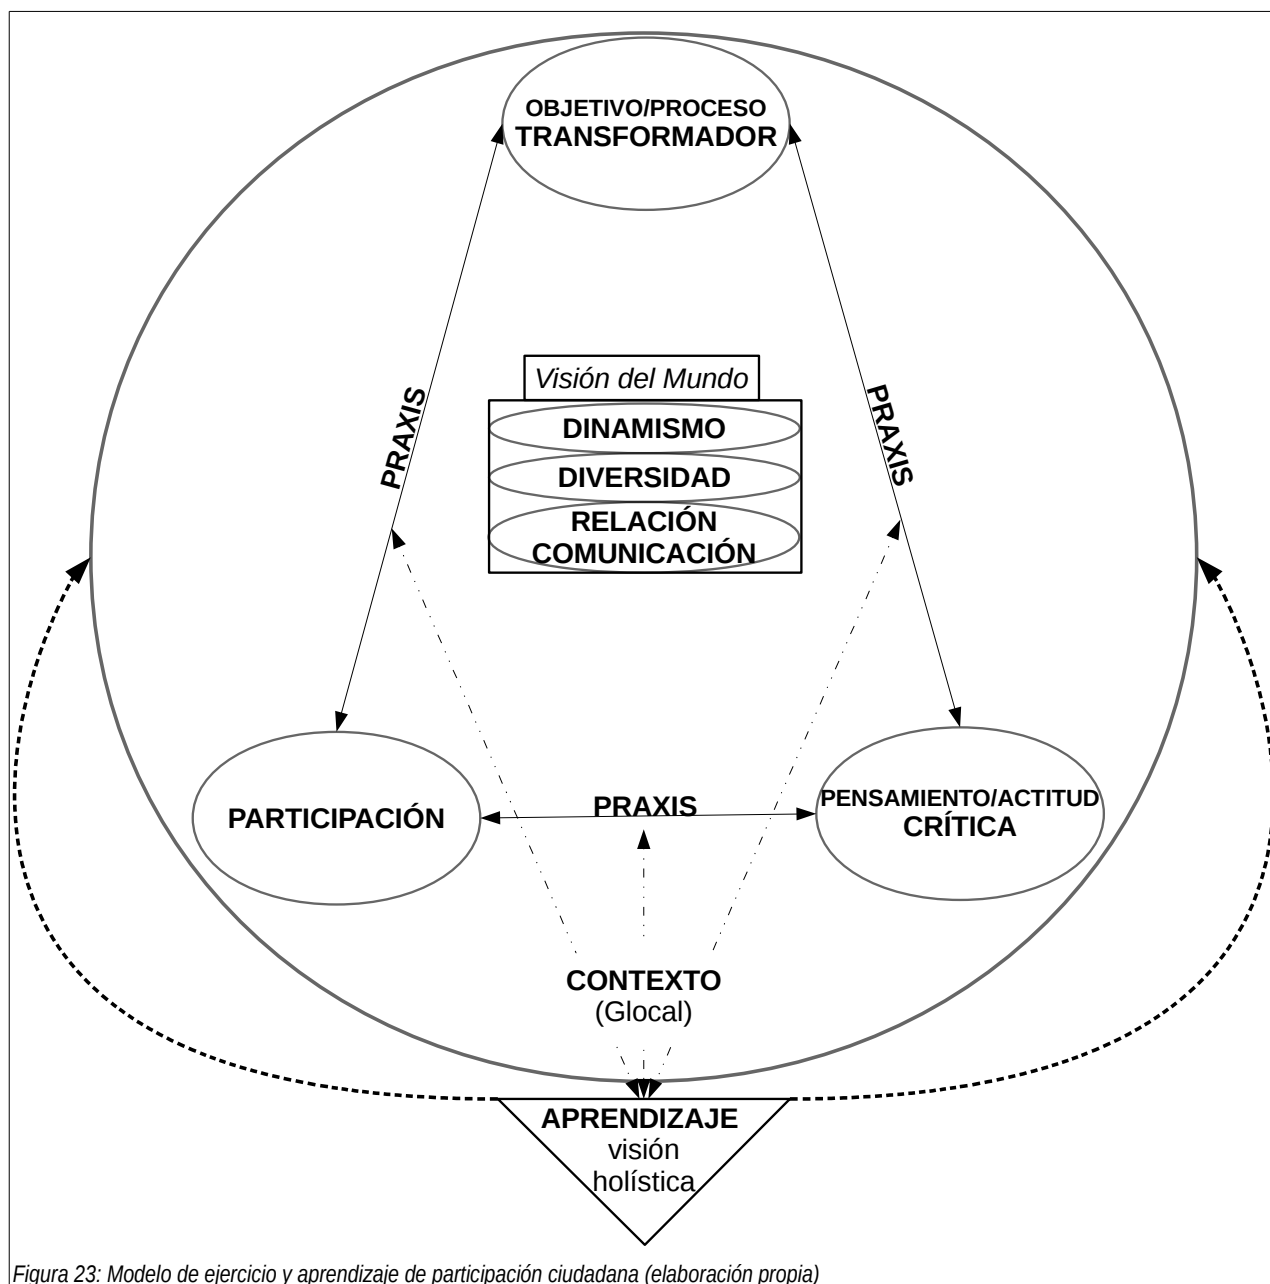 OBJETIVO/PROCESO
TRANSFORMADOR
PRAXIS
PRAXIS
Visión del Mundo
DINAMISMO
DIVERSIDAD
RELACIÓN
COMUNICACIÓN
PARTICIPACIÓN
PRAXIS
PENSAMIENTO/ACTITUD
CRÍTICA
CONTEXTO
(Glocal)
APRENDIZAJE
visión
holística
Figura 23: Modelo de ejercicio y aprendizaje de participación ciudadana (elaboración propia)